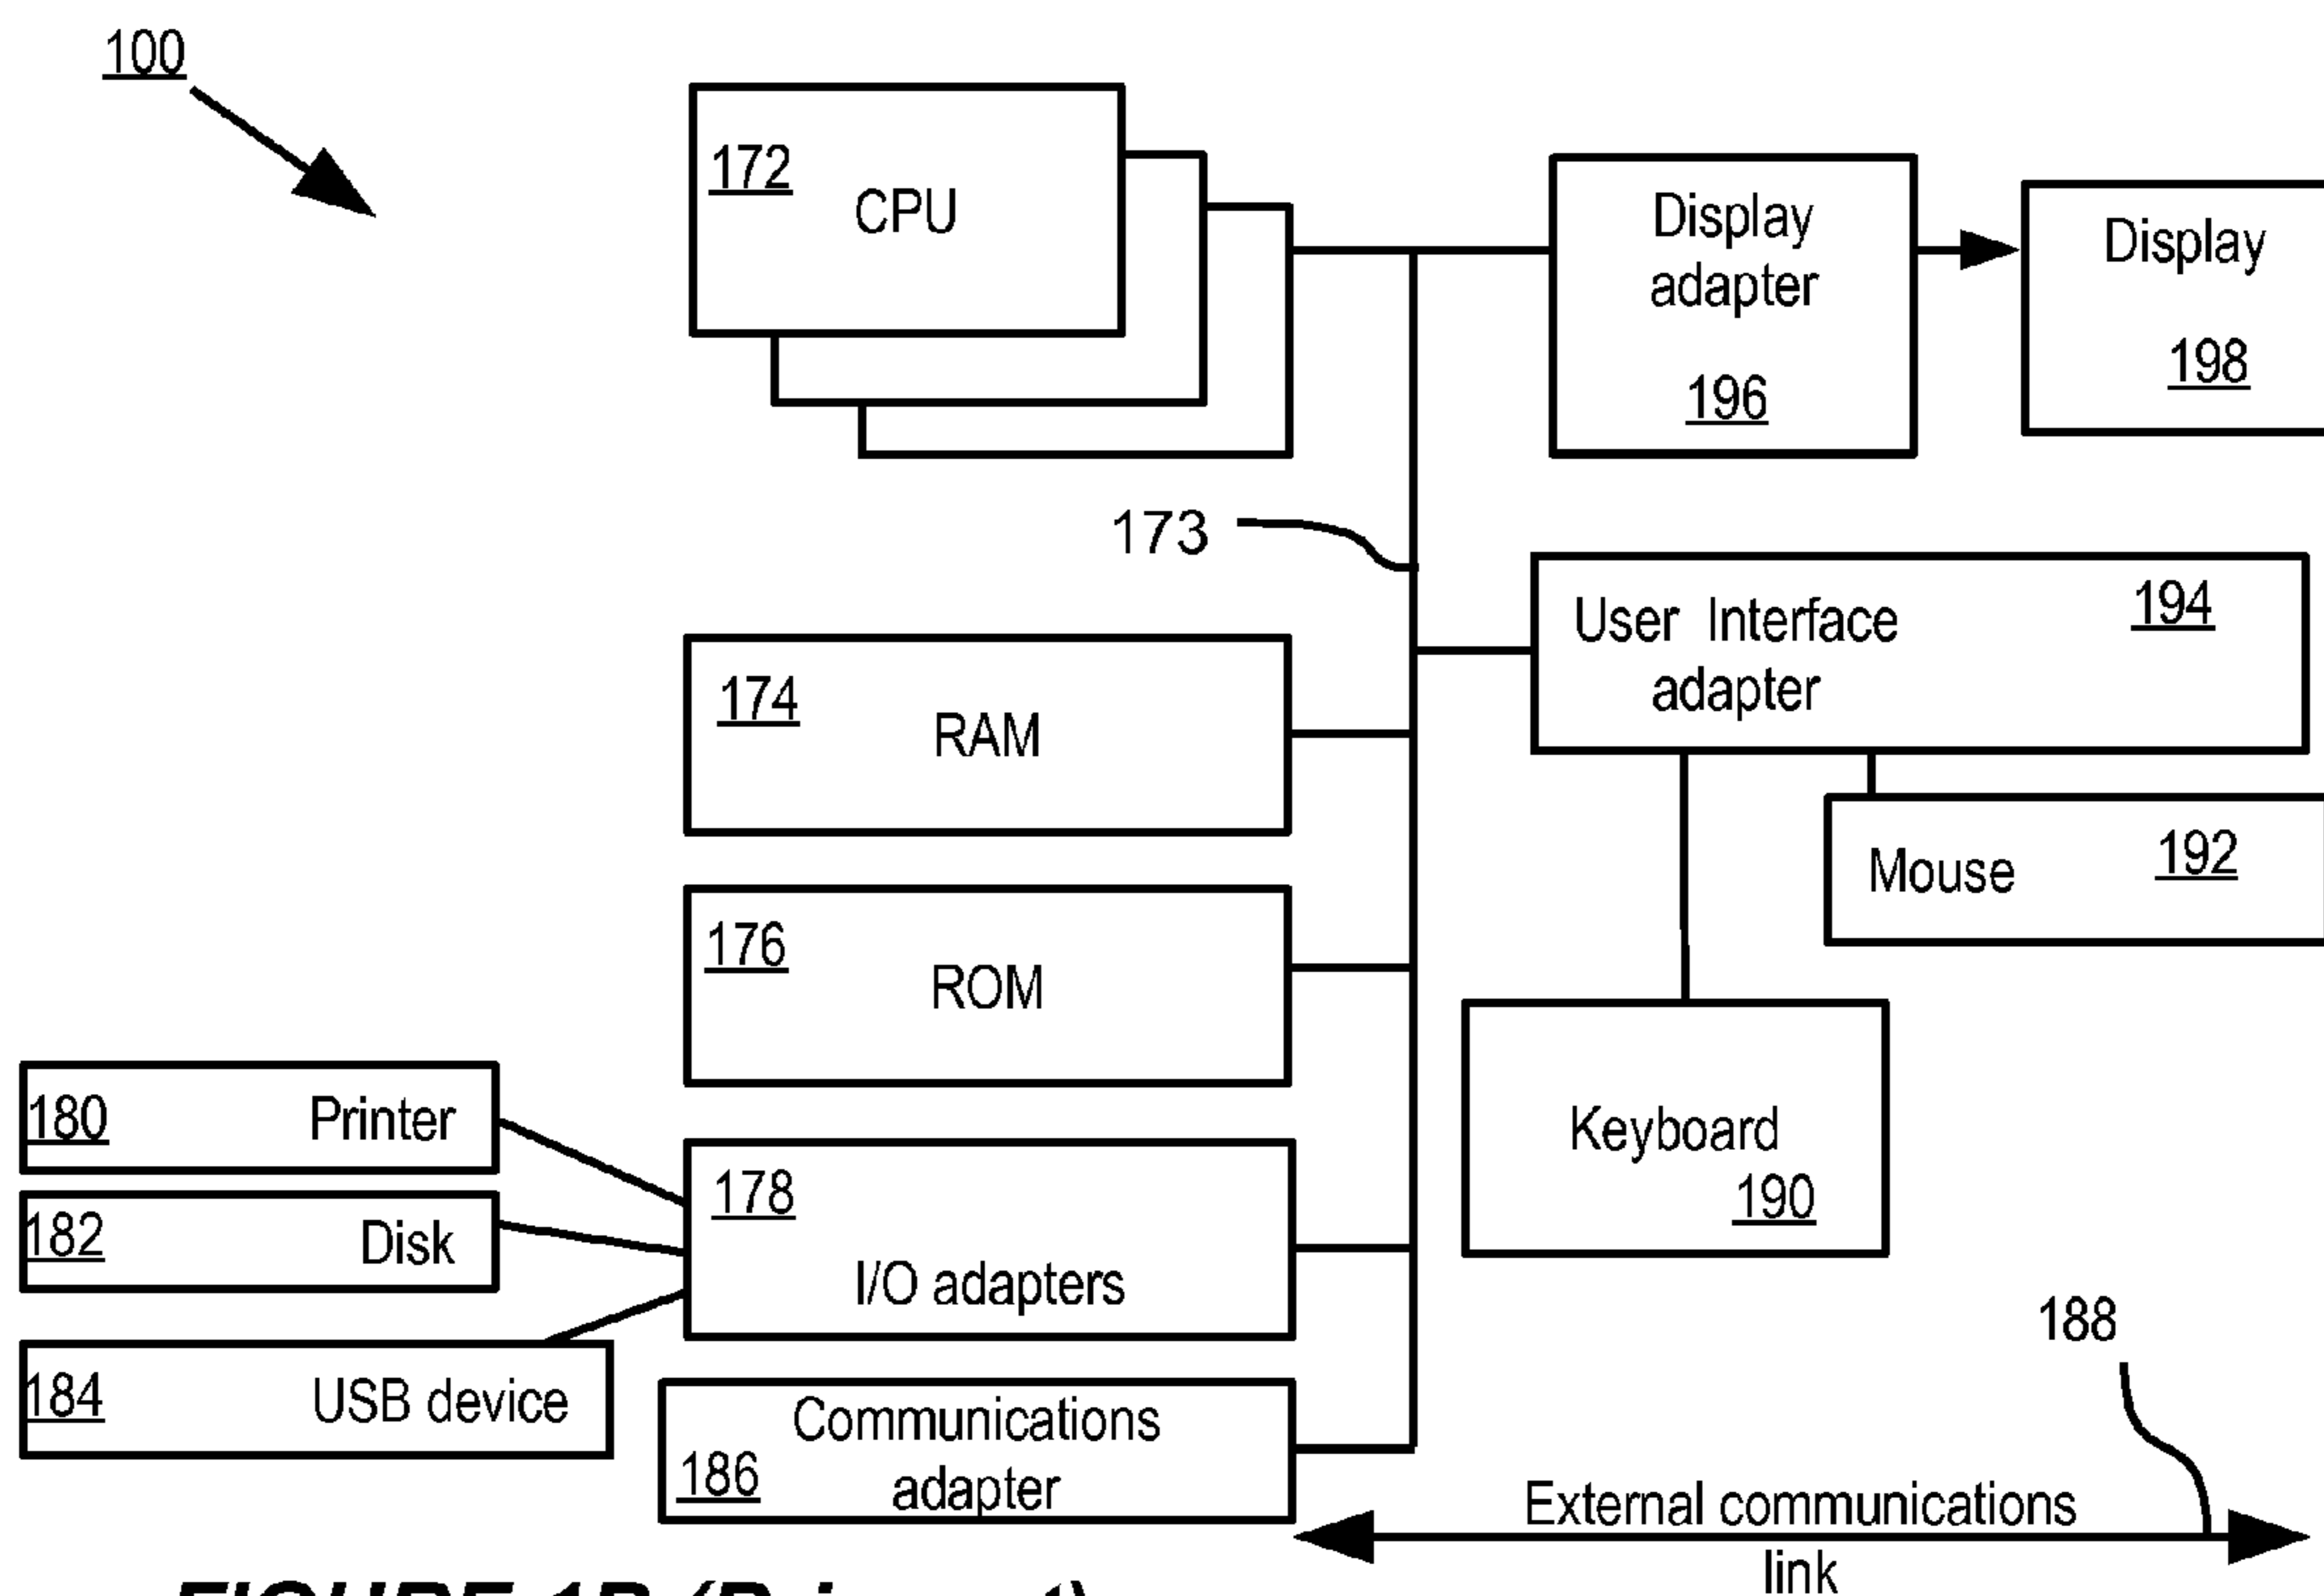 100
172
CPU
Display
adapter
196
Display
198
173
194
User Interface
adapter
174
RAM
192
Mouse
176
ROM
180 Printer
Keyboard
190
178
I/O adapters
182 Disk
184 USB device
Communications
186 adapter
188
External communications
link